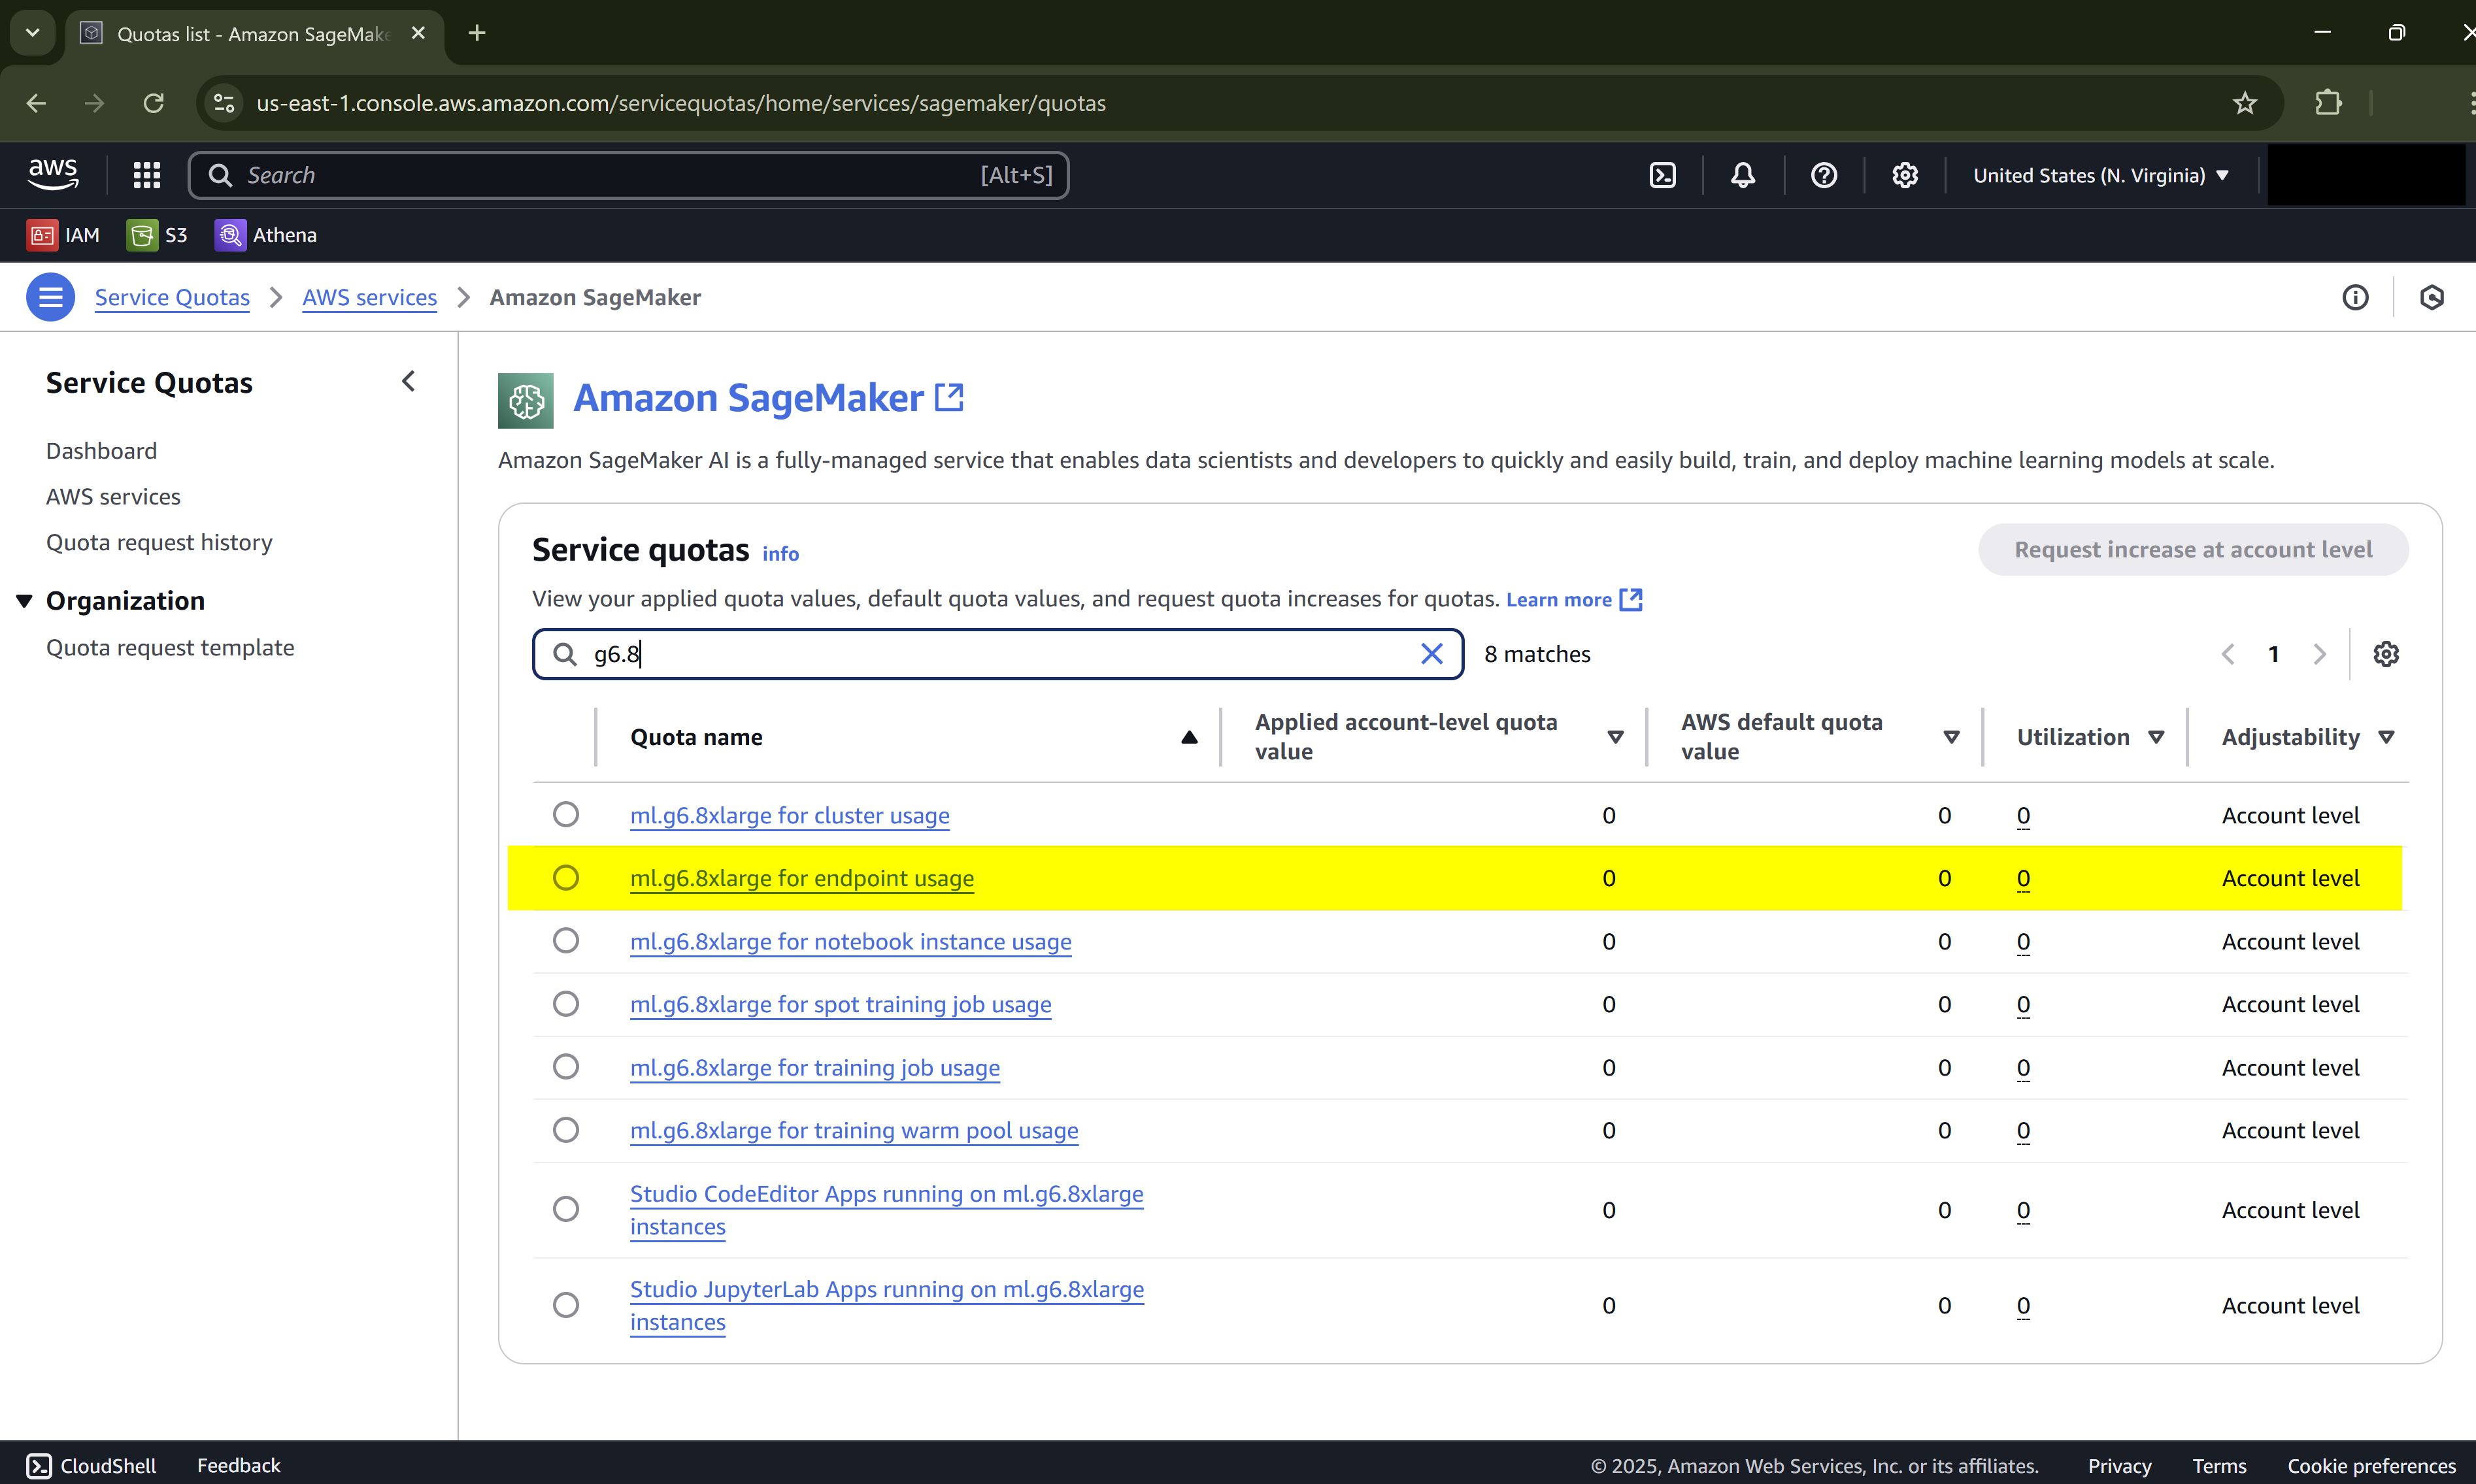 Quotas list - Amazon SageMake
us-east-1.console.aws.amazon.com/servicequotas/home/services/sagemaker/quotas
aws
Search
[Alt+S]
United States (N. Virginia)
IAM
S3
Athena
Service Quotas
AWS services
Amazon SageMaker
Service Quotas
Dashboard
AWS services
Quota request history
Organization
Quota request template
Amazon SageMaker
Amazon SageMaker AI is a fully-managed service that enables data scientists and developers to quickly and easily build, train, and deploy machine learning models at scale.
Service quotas info
Request increase at account level
View your applied quota values, default quota values, and request quota increases for quotas. Learn more
g6.8
8 matches
1
Quota name
Applied account-level quota
value
AWS default quota
value
Utilization
Adjustability
ml.g6.8xlarge for cluster usage 0 0 0 Account level
ml.g6.8xlarge for endpoint usage 0 0 0 Account level
ml.g6.8xlarge for notebook instance usage 0 0 0 Account level
ml.g6.8xlarge for spot training job usage 0 0 0 Account level
ml.g6.8xlarge for training job usage 0 0 0 Account level
ml.g6.8xlarge for training warm pool usage 0 0 0 Account level
Studio CodeEditor Apps running on ml.g6.8xlarge
instances
0 0 0 Account level
Studio JupyterLab Apps running on ml.g6.8xlarge
instances
0 0 0 Account level
CloudShell
Feedback
© 2025, Amazon Web Services, Inc. or its affiliates.
Privacy
Terms
Cookie preferences